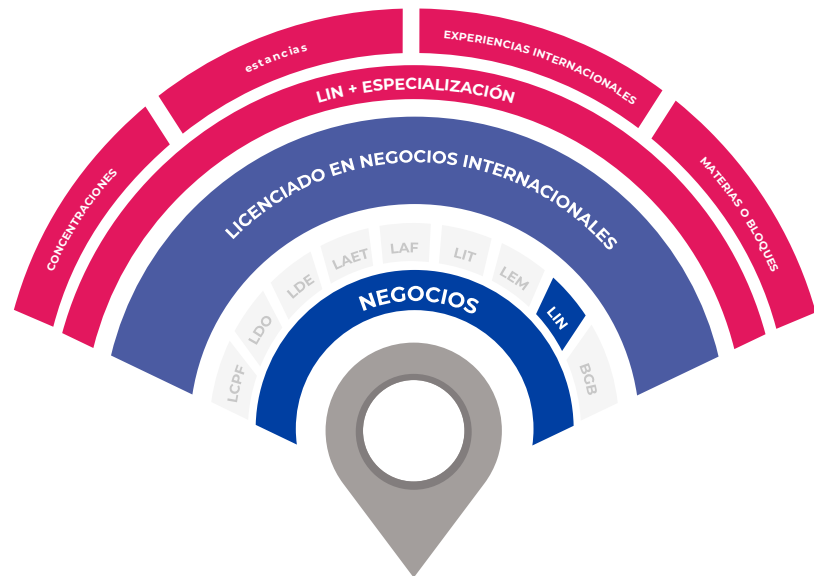 CONCENTRACIONES
estancias
EXPERIENCIAS INTERNACIONALES
MATERIAS O BLOQUES
LIN + ESPECIALIZACIÓN
LICENCIADO EN NEGOCIOS INTERNACIONALES
LCPF
LDO
LDE
LAET
LAF
LIT
LEM
LIN
BGB
NEGOCIOS